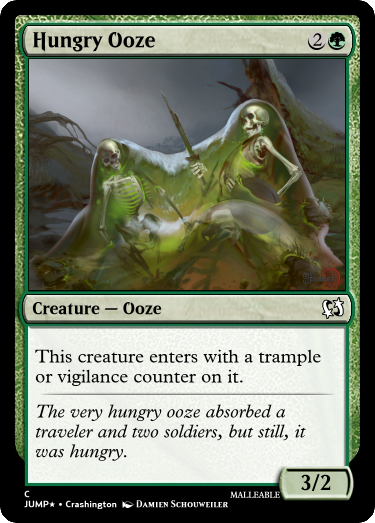 Hungry Ooze 2
Creature — Ooze
This creature enters with a trample
or vigilance counter on it.
The very hungry ooze absorbed a
traveler and two soldiers, but still, it
was hungry.
3/2
C
MALLEABLE
JUMP★ • Crashington Damien Schouweiler